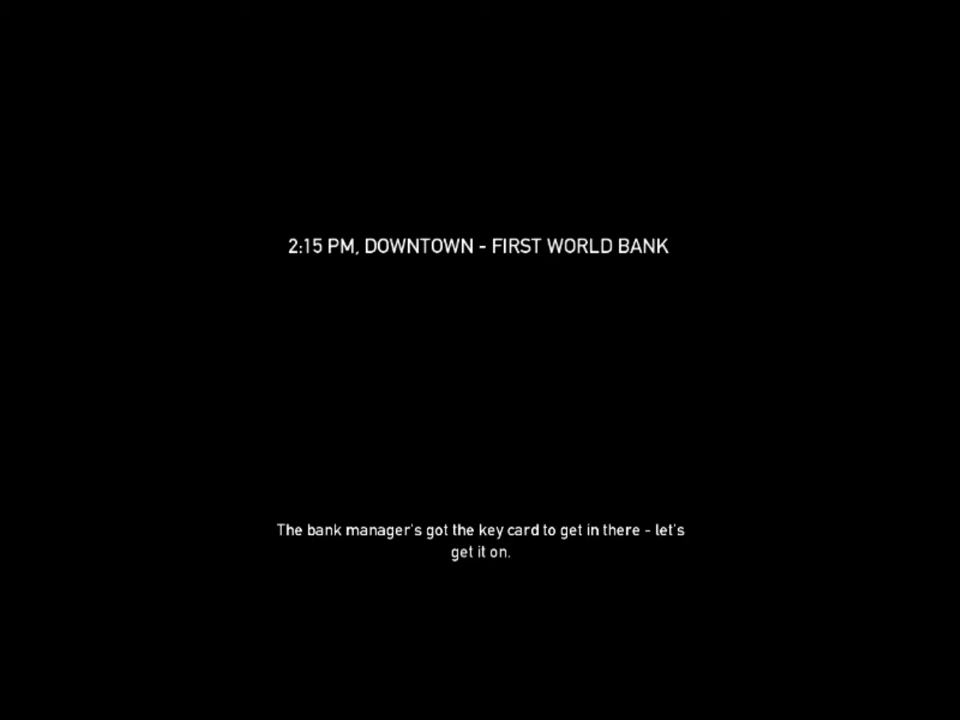 2:15 PM, DOWNTOWN - FIRST WORLD BANK
The bank manager's got the key card to get in there - let's
get it on.